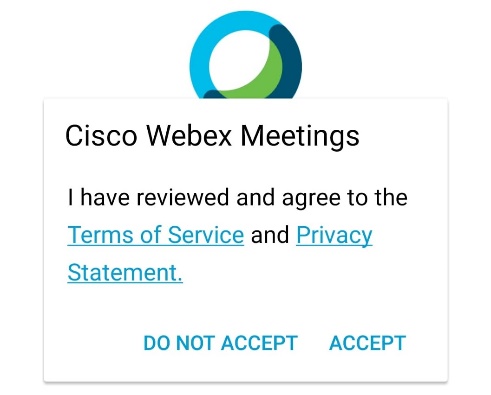 Cisco Webex Meetings
I have reviewed and agree to the
Terms of Service and Privacy
Statement.
DO NOT ACCEPT ACCEPT